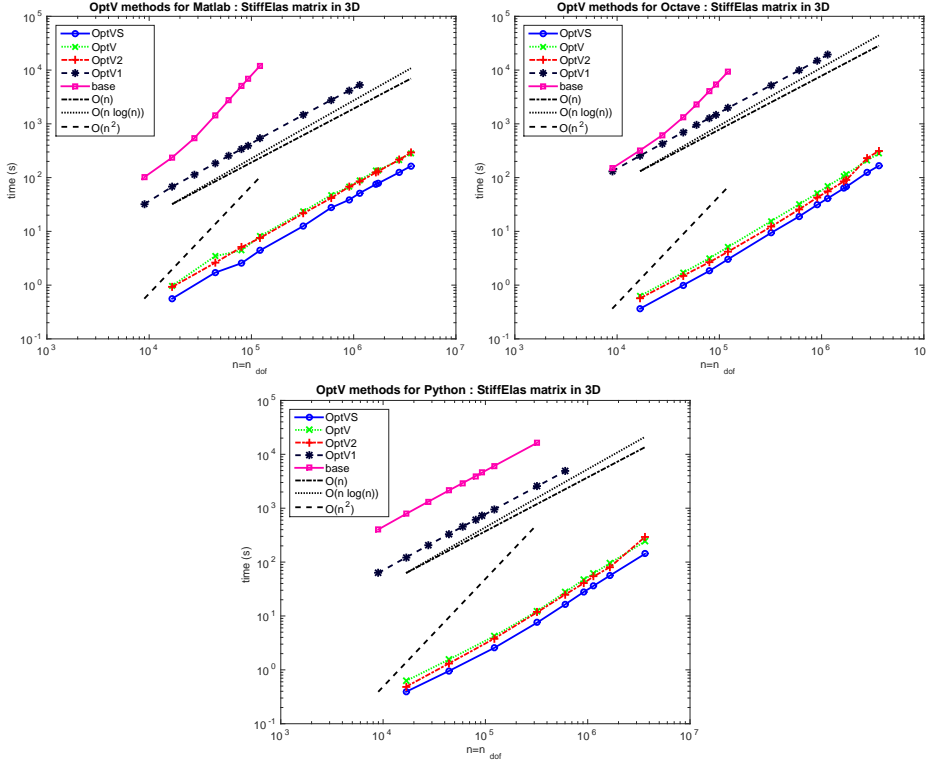 OptV methods for Matlab : StiffElas matrix in 3D
10^5
10^4
10^3
10^2
10^1
10^0
10^-1
time (s)
OptVS
OptV
OptV2
OptV1
base
O(n)
O(n log(n))
O(n^2)
10^3
10^4
10^5
10^6
10^7
n=n_dof
OptV methods for Octave : StiffElas matrix in 3D
10^5
10^4
10^3
10^2
10^1
10^0
10^-1
time (s)
OptVS
OptV
OptV2
OptV1
base
O(n)
O(n log(n))
O(n^2)
10^3
10^4
10^5
10^6
10
n=n_dof
OptV methods for Python : StiffElas matrix in 3D
10^5
10^4
10^3
10^2
10^1
10^0
10^-1
time (s)
OptVS
OptV
OptV2
OptV1
base
O(n)
O(n log(n))
O(n^2)
10^3
10^4
10^5
10^6
10^7
n=n_dof